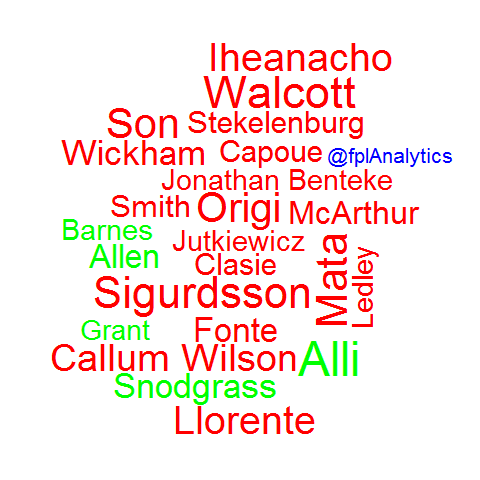 Iheanacho
Walcott
Son
Stekelenburg
Wickham
Capoue
@fplAnalytics
Jonathan Benteke
Smith
Origi
McArthur
Barnes
Jutkiewicz
Allen
Clasie
Mata
Ledley
Sigurdsson
Grant
Fonte
Callum Wilson
Alli
Snodgrass
Llorente